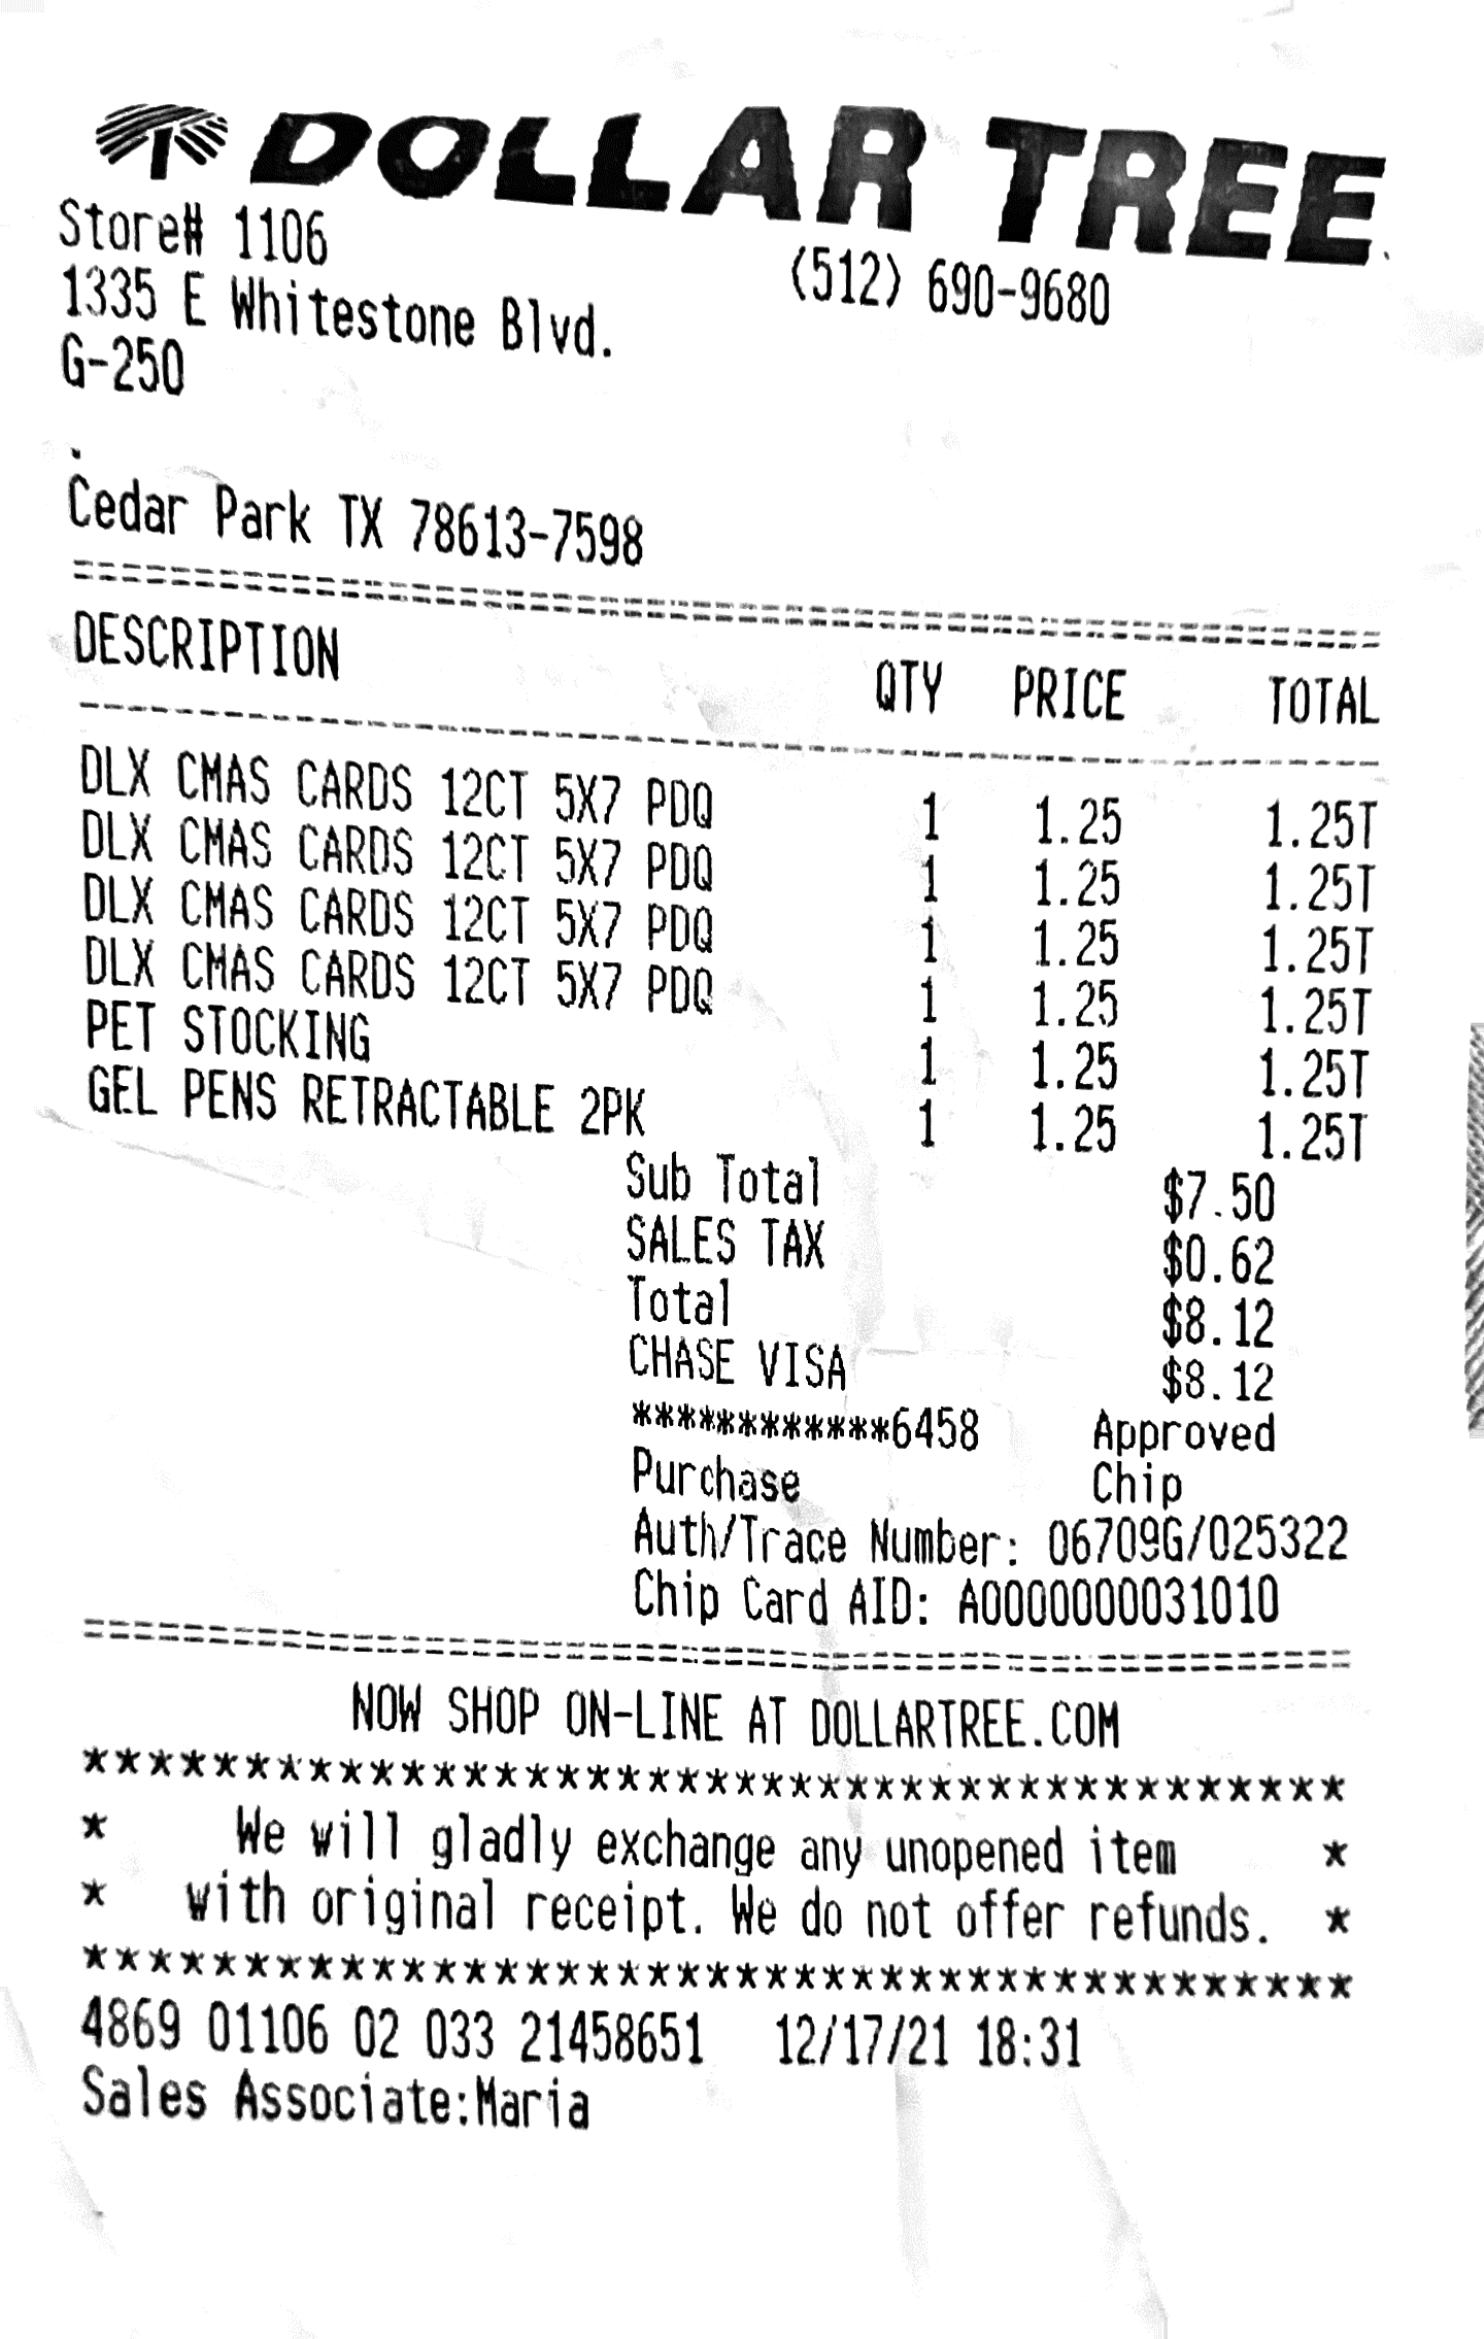 DOLLAR TREE
Store# 1106 (512) 690-9680
1335 E Whitestone Blvd.
G-250
.
Cedar Park TX 78613-7598
================================================
DESCRIPTION QTY PRICE TOTAL
------------------------------------------------
DLX CMAS CARDS 12CT 5X7 PDQ 1 1.25 1.25T
DLX CMAS CARDS 12CT 5X7 PDQ 1 1.25 1.25T
DLX CMAS CARDS 12CT 5X7 PDQ 1 1.25 1.25T
DLX CMAS CARDS 12CT 5X7 PDQ 1 1.25 1.25T
PET STOCKING 1 1.25 1.25T
GEL PENS RETRACTABLE 2PK 1 1.25 1.25T
Sub Total $7.50
SALES TAX $0.62
Total $8.12
CHASE VISA $8.12
************6458 Approved
Purchase Chip
Auth/Trace Number: 06709G/025322
Chip Card AID: A0000000031010
================================================
NOW SHOP ON-LINE AT DOLLARTREE.COM
*****************************************
* We will gladly exchange any unopened item *
* with original receipt. We do not offer refunds. *
*****************************************
4869 01106 02 033 21458651 12/17/21 18:31
Sales Associate:Maria